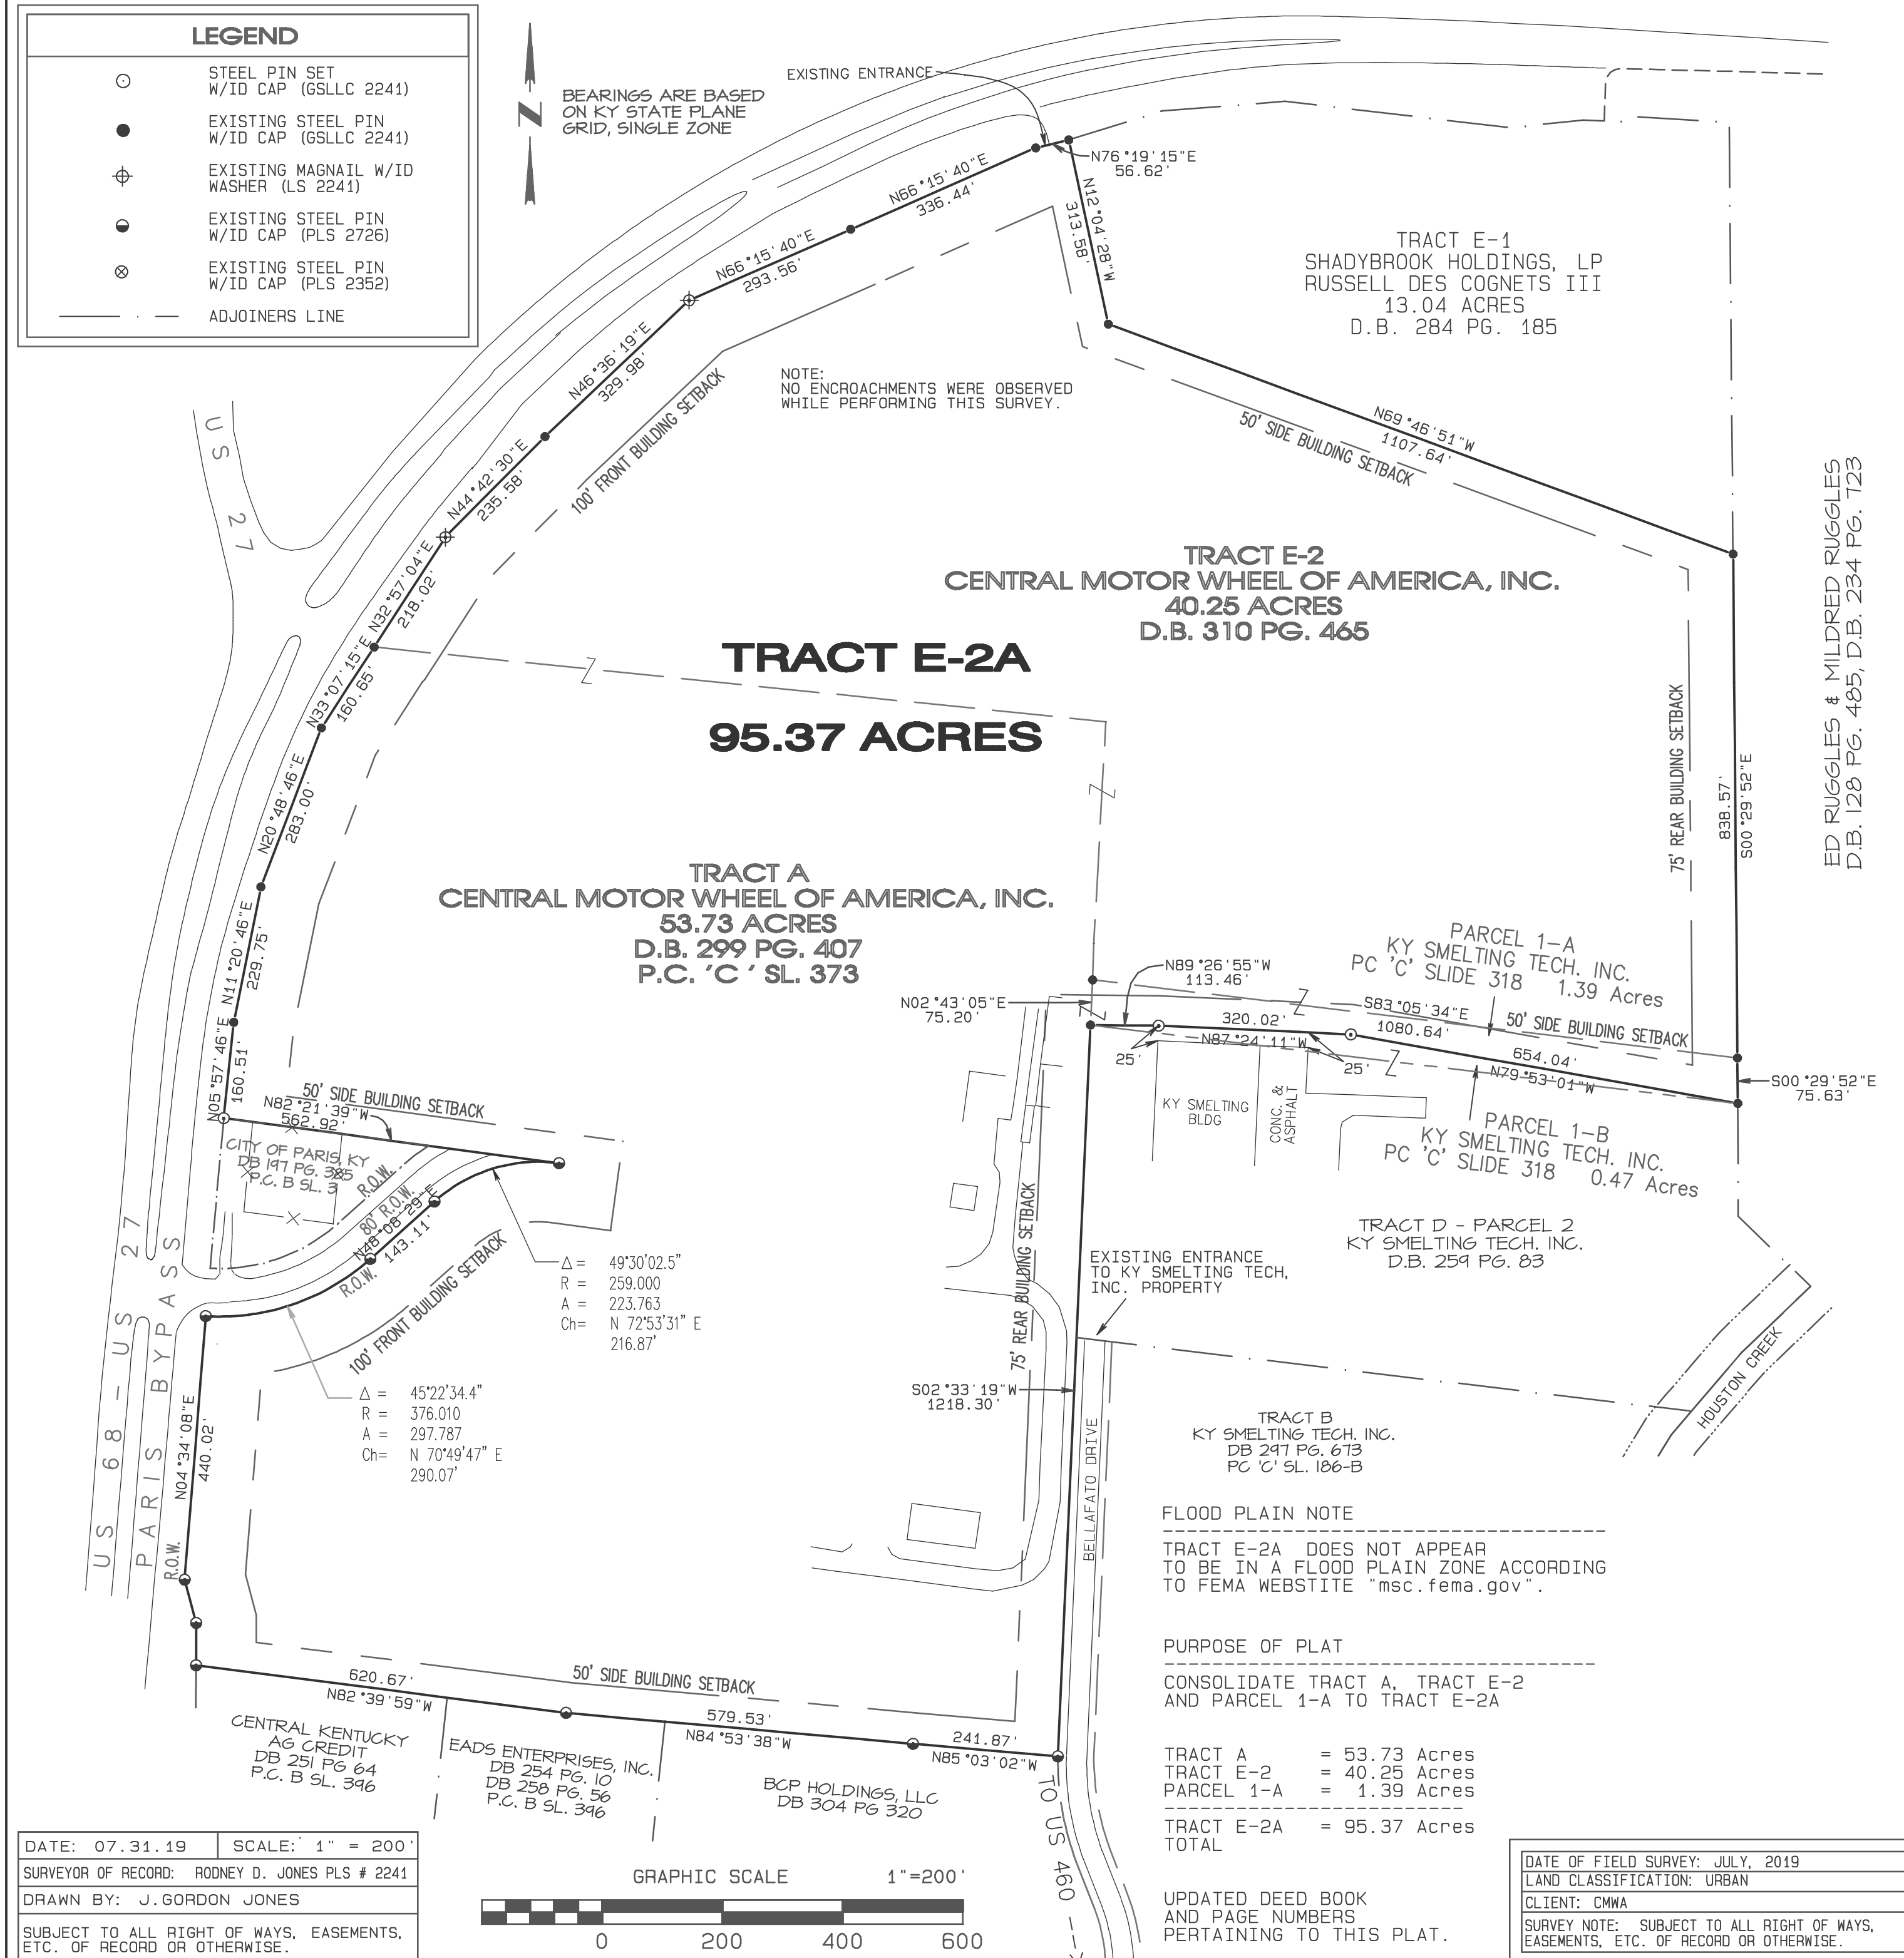 LEGEND
STEEL PIN SET
W/ID CAP (GSLLC 2241)
EXISTING STEEL PIN
W/ID CAP (GSLLC 2241)
EXISTING MAGNAIL W/ID
WASHER (LS 2241)
EXISTING STEEL PIN
W/ID CAP (PLS 2726)
EXISTING STEEL PIN
W/ID CAP (PLS 2352)
ADJOINERS LINE
N
BEARINGS ARE BASED
ON KY STATE PLANE
GRID, SINGLE ZONE
EXISTING ENTRANCE
N76°19'15"E
56.62'
N66°15'40"E
336.44'
N12°04'28"W
313.58'
N66°15'40"E
293.56'
N46°36'19"E
329.98'
N44°42'30"E
235.58'
N32°57'04"E
218.02'
N33°07'15"E
160.65'
N20°48'46"E
283.00'
N11°20'46"E
229.75'
N05°57'46"E
160.51'
TRACT E-1
SHADYBROOK HOLDINGS, LP
RUSSELL DES COGNETS III
13.04 ACRES
D.B. 284 PG. 185
NOTE:
NO ENCROACHMENTS WERE OBSERVED
WHILE PERFORMING THIS SURVEY.
100' FRONT BUILDING SETBACK
N69°46'51"W
1107.64'
50' SIDE BUILDING SETBACK
US 27
TRACT E-2
CENTRAL MOTOR WHEEL OF AMERICA, INC.
40.25 ACRES
D.B. 310 PG. 465
ED RUGGLES & MILDRED RUGGLES
D.B. 128 PG. 485, D.B. 234 PG. 723
TRACT E-2A
95.37 ACRES
75' REAR BUILDING SETBACK
838.57'
S00°29'52"E
TRACT A
CENTRAL MOTOR WHEEL OF AMERICA, INC.
53.73 ACRES
D.B. 299 PG. 407
P.C. 'C ' SL. 373
PARCEL 1-A
KY SMELTING TECH. INC.
PC 'C' SLIDE 318 1.39 Acres
N89°26'55"W
113.46'
N02°43'05"E
75.20'
S83°05'34"E
1080.64'
50' SIDE BUILDING SETBACK
320.02'
N87°24'11"W
25'
25'
654.04'
N79°53'01"W
S00°29'52"E
75.63'
KY SMELTING
BLDG
CONC. &
ASPHALT
PARCEL 1-B
KY SMELTING TECH. INC.
PC 'C' SLIDE 318 0.47 Acres
50' SIDE BUILDING SETBACK
N82°21'39"W
562.92'
CITY OF PARIS, KY
DB 197 PG. 385
P.C. B SL. 3
R.O.W.
80' R.O.W.
N48°08'29"E
143.11'
R.O.W.
100' FRONT BUILDING SETBACK
Δ = 49°30'02.5"
R = 259.000
A = 223.763
Ch= N 72°53'31" E
216.87'
Δ = 45°22'34.4"
R = 376.010
A = 297.787
Ch= N 70°49'47" E
290.07'
75' REAR BUILDING SETBACK
TRACT D - PARCEL 2
KY SMELTING TECH. INC.
D.B. 259 PG. 83
EXISTING ENTRANCE
TO KY SMELTING TECH,
INC. PROPERTY
HOUSTON CREEK
S02°33'19"W
1218.30'
BELLAFATO DRIVE
TRACT B
KY SMELTING TECH. INC.
DB 297 PG. 673
PC 'C' SL. 186-B
US 68-US 27
PARIS BYPASS
R.O.W.
N04°34'08"E
440.02'
FLOOD PLAIN NOTE
TRACT E-2A DOES NOT APPEAR
TO BE IN A FLOOD PLAIN ZONE ACCORDING
TO FEMA WEBSTITE "msc.fema.gov".
PURPOSE OF PLAT
CONSOLIDATE TRACT A, TRACT E-2
AND PARCEL 1-A TO TRACT E-2A
TRACT A = 53.73 Acres
TRACT E-2 = 40.25 Acres
PARCEL 1-A = 1.39 Acres
TRACT E-2A = 95.37 Acres
TOTAL
UPDATED DEED BOOK
AND PAGE NUMBERS
PERTAINING TO THIS PLAT.
620.67'
N82°39'59"W
50' SIDE BUILDING SETBACK
579.53'
N84°53'38"W
241.87'
N85°03'02"W
CENTRAL KENTUCKY
AG CREDIT
DB 251 PG 64
P.C. B SL. 396
EADS ENTERPRISES, INC.
DB 254 PG. 10
DB 258 PG. 56
P.C. B SL. 396
BCP HOLDINGS, LLC
DB 304 PG 320
TO US 460
DATE: 07.31.19 SCALE: 1" = 200'
SURVEYOR OF RECORD: RODNEY D. JONES PLS # 2241
DRAWN BY: J.GORDON JONES
SUBJECT TO ALL RIGHT OF WAYS, EASEMENTS,
ETC. OF RECORD OR OTHERWISE.
GRAPHIC SCALE 1"=200'
0 200 400 600
DATE OF FIELD SURVEY: JULY, 2019
LAND CLASSIFICATION: URBAN
CLIENT: CMWA
SURVEY NOTE: SUBJECT TO ALL RIGHT OF WAYS,
EASEMENTS, ETC. OF RECORD OR OTHERWISE.